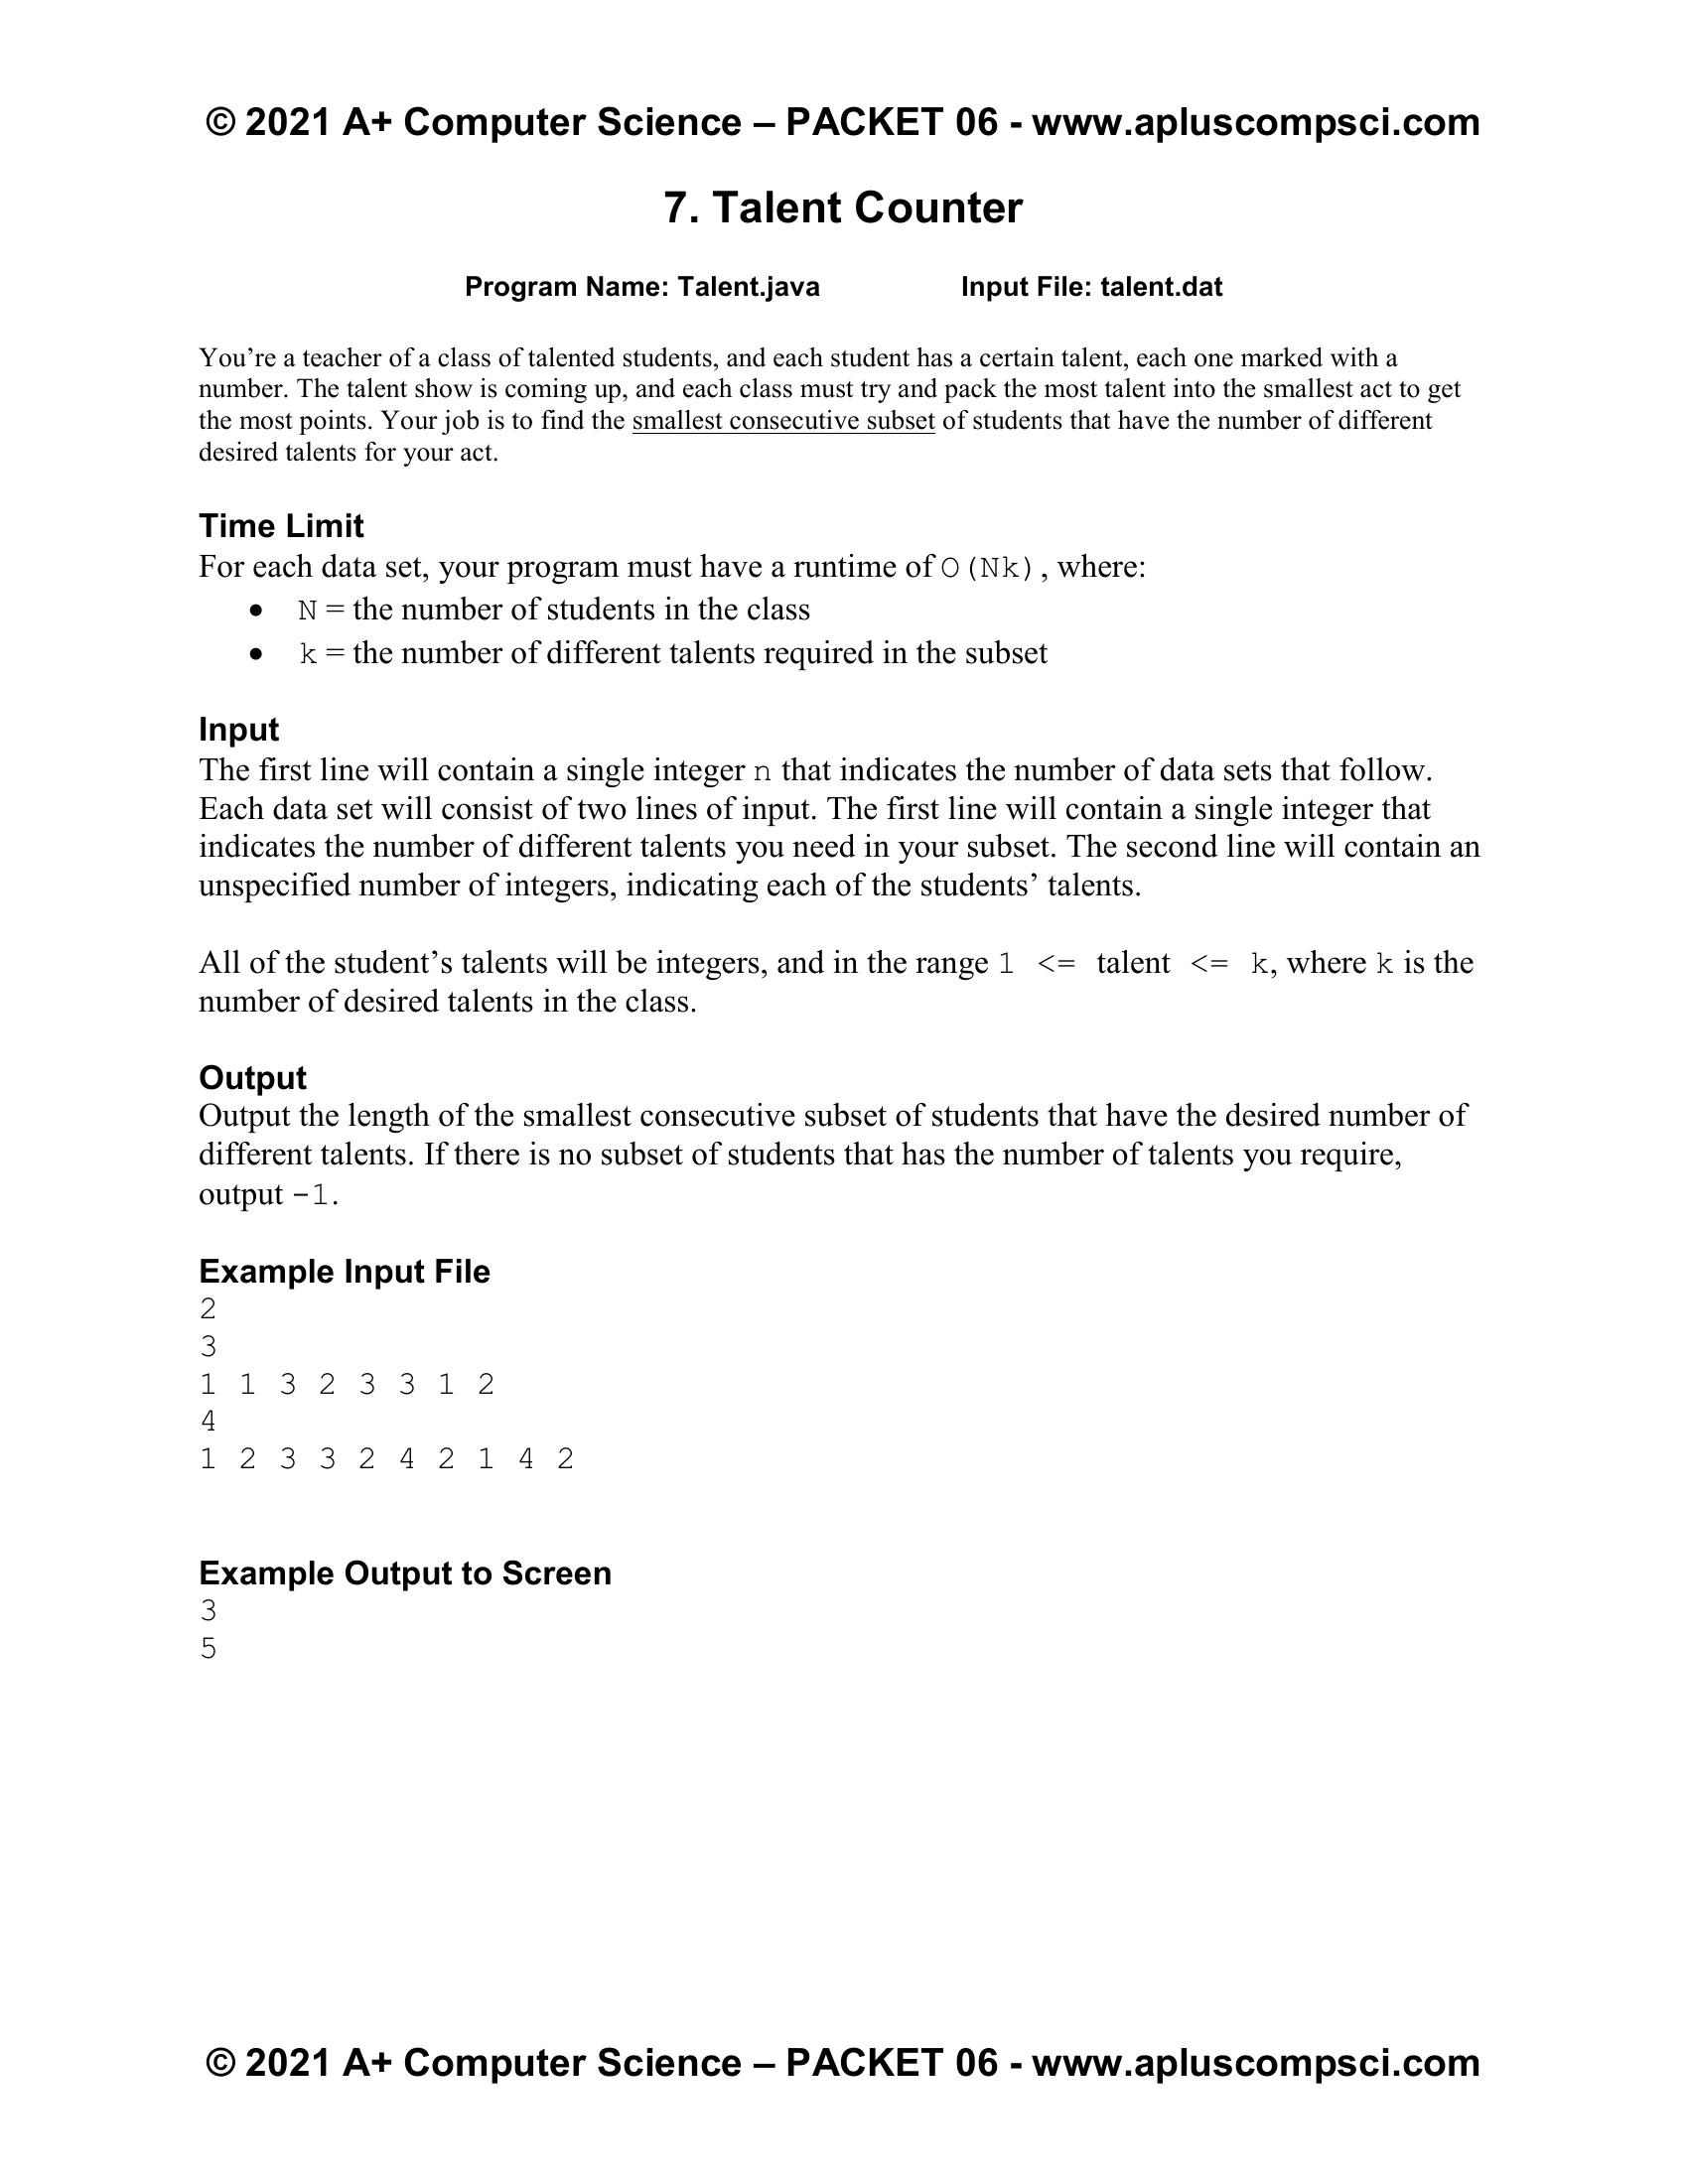 © 2021 A+ Computer Science – PACKET 06 - www.apluscompsci.com
7. Talent Counter
Program Name: Talent.java Input File: talent.dat
You’re a teacher of a class of talented students, and each student has a certain talent, each one marked with a
number. The talent show is coming up, and each class must try and pack the most talent into the smallest act to get
the most points. Your job is to find the smallest consecutive subset of students that have the number of different
desired talents for your act.
Time Limit
For each data set, your program must have a runtime of O(Nk), where:
• N = the number of students in the class
• k = the number of different talents required in the subset
Input
The first line will contain a single integer n that indicates the number of data sets that follow.
Each data set will consist of two lines of input. The first line will contain a single integer that
indicates the number of different talents you need in your subset. The second line will contain an
unspecified number of integers, indicating each of the students’ talents.
All of the student’s talents will be integers, and in the range 1 <= talent <= k, where k is the
number of desired talents in the class.
Output
Output the length of the smallest consecutive subset of students that have the desired number of
different talents. If there is no subset of students that has the number of talents you require,
output -1.
Example Input File
2
3
1 1 3 2 3 3 1 2
4
1 2 3 3 2 4 2 1 4 2
Example Output to Screen
3
5
© 2021 A+ Computer Science – PACKET 06 - www.apluscompsci.com